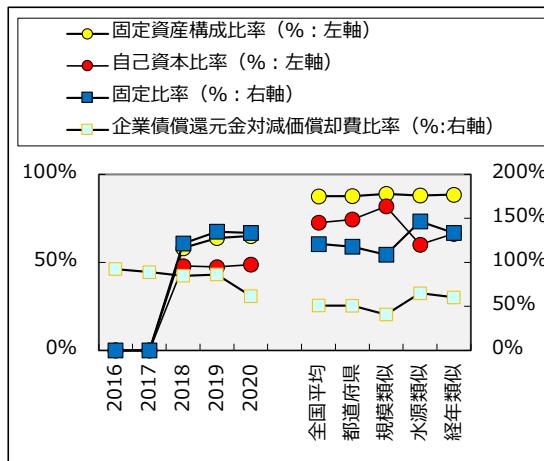 固定資産構成比率（%：左軸）
自己資本比率（%：左軸）
固定比率（%：右軸）
企業債償還元金対減価償却費比率（%:右軸）
100%
50%
0%
200%
150%
100%
50%
0%
2016
2017
2018
2019
2020
全国平均
都道府県
規模類似
水源類似
経年類似